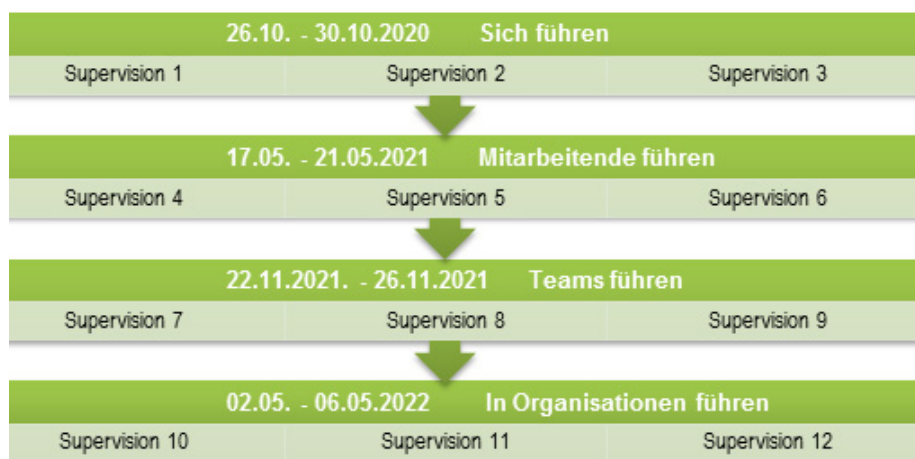 26.10. - 30.10.2020 Sich führen
Supervision 1 Supervision 2 Supervision 3
17.05. - 21.05.2021 Mitarbeitende führen
Supervision 4 Supervision 5 Supervision 6
22.11.2021. - 26.11.2021 Teams führen
Supervision 7 Supervision 8 Supervision 9
02.05. - 06.05.2022 In Organisationen führen
Supervision 10 Supervision 11 Supervision 12